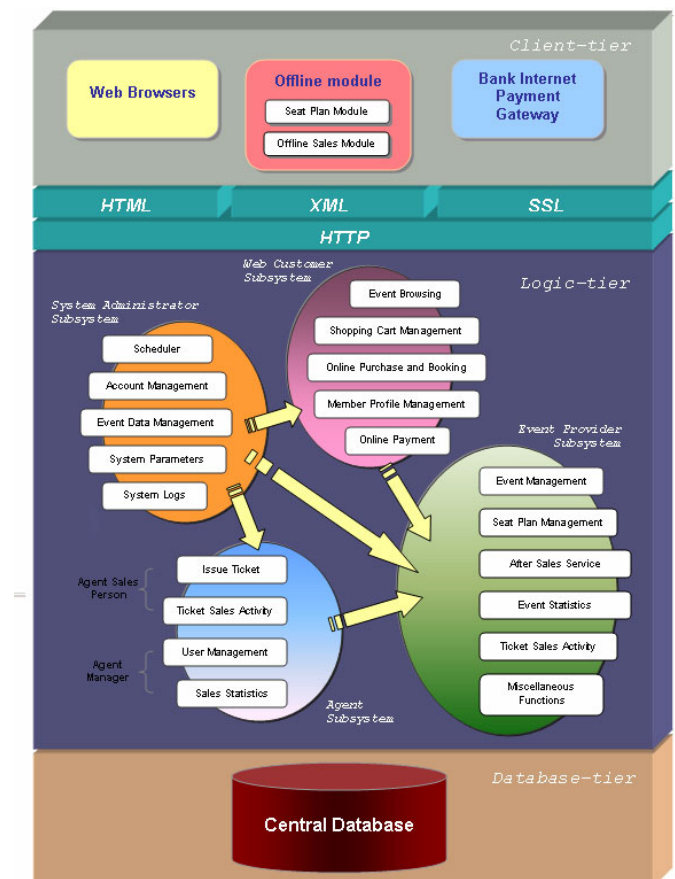 Client-tier
Web Browsers
Offline module
Seat Plan Module
Offline Sales Module
Bank Internet
Payment
Gateway
HTML
XML
SSL
HTTP
Logic-tier
System Administrator
Subsystem
Scheduler
Account Management
Event Data Management
System Parameters
System Logs
Web Customer
Subsystem
Event Browsing
Shopping Cart Management
Online Purchase and Booking
Member Profile Management
Online Payment
Event Provider
Subsystem
Event Management
Seat Plan Management
After Sales Service
Event Statistics
Ticket Sales Activity
Miscellaneous
Functions
Agent Sales
Person
Agent
Manager
Issue Ticket
Ticket Sales Activity
User Management
Sales Statistics
Agent
Subsystem
Database-tier
Central Database